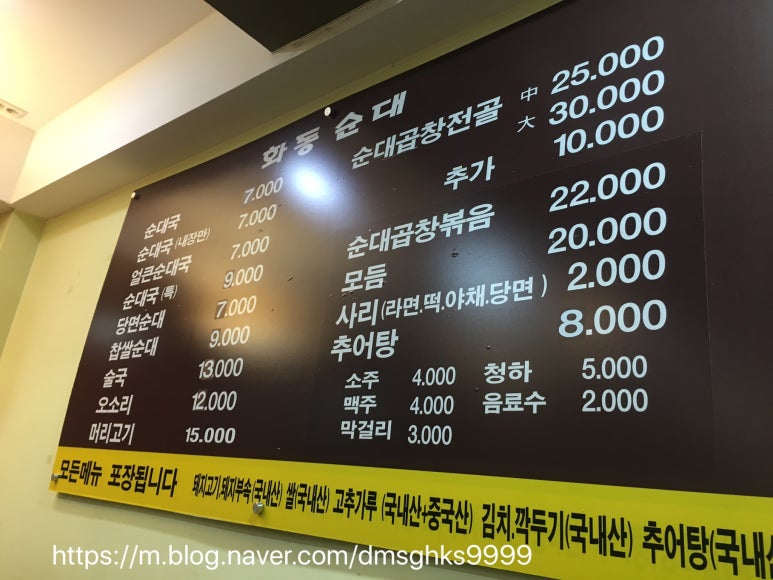 화동순대
순대국 7.000
순대국 (내장만) 7.000
얼큰순대국 7.000
순대국 (특) 9.000
당면순대 7.000
찹쌀순대 9.000
술국 13.000
오소리 12.000
머리고기 15.000
순대곱창전골 中 25.000
大 30.000
추가 10.000
순대곱창볶음 22.000
모듬 20.000
사리 (라면.떡.야채.당면) 2.000
추어탕 8.000
소주 4.000 청하 5.000
맥주 4.000 음료수 2.000
막걸리 3.000
모든메뉴 포장됩니다 돼지고기.돼지부속(국내산) 쌀(국내산) 고추가루 (국내산+중국산) 김치.깍두기(국내산) 추어탕(국내산
https://m.blog.naver.com/dmsghks9999